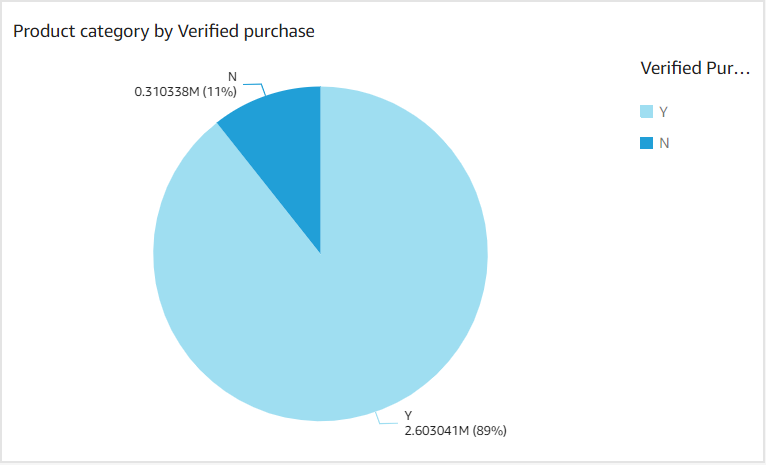 Product category by Verified purchase
Verified Pur...
Y
N
N
0.310338M (11%)
Y
2.603041M (89%)